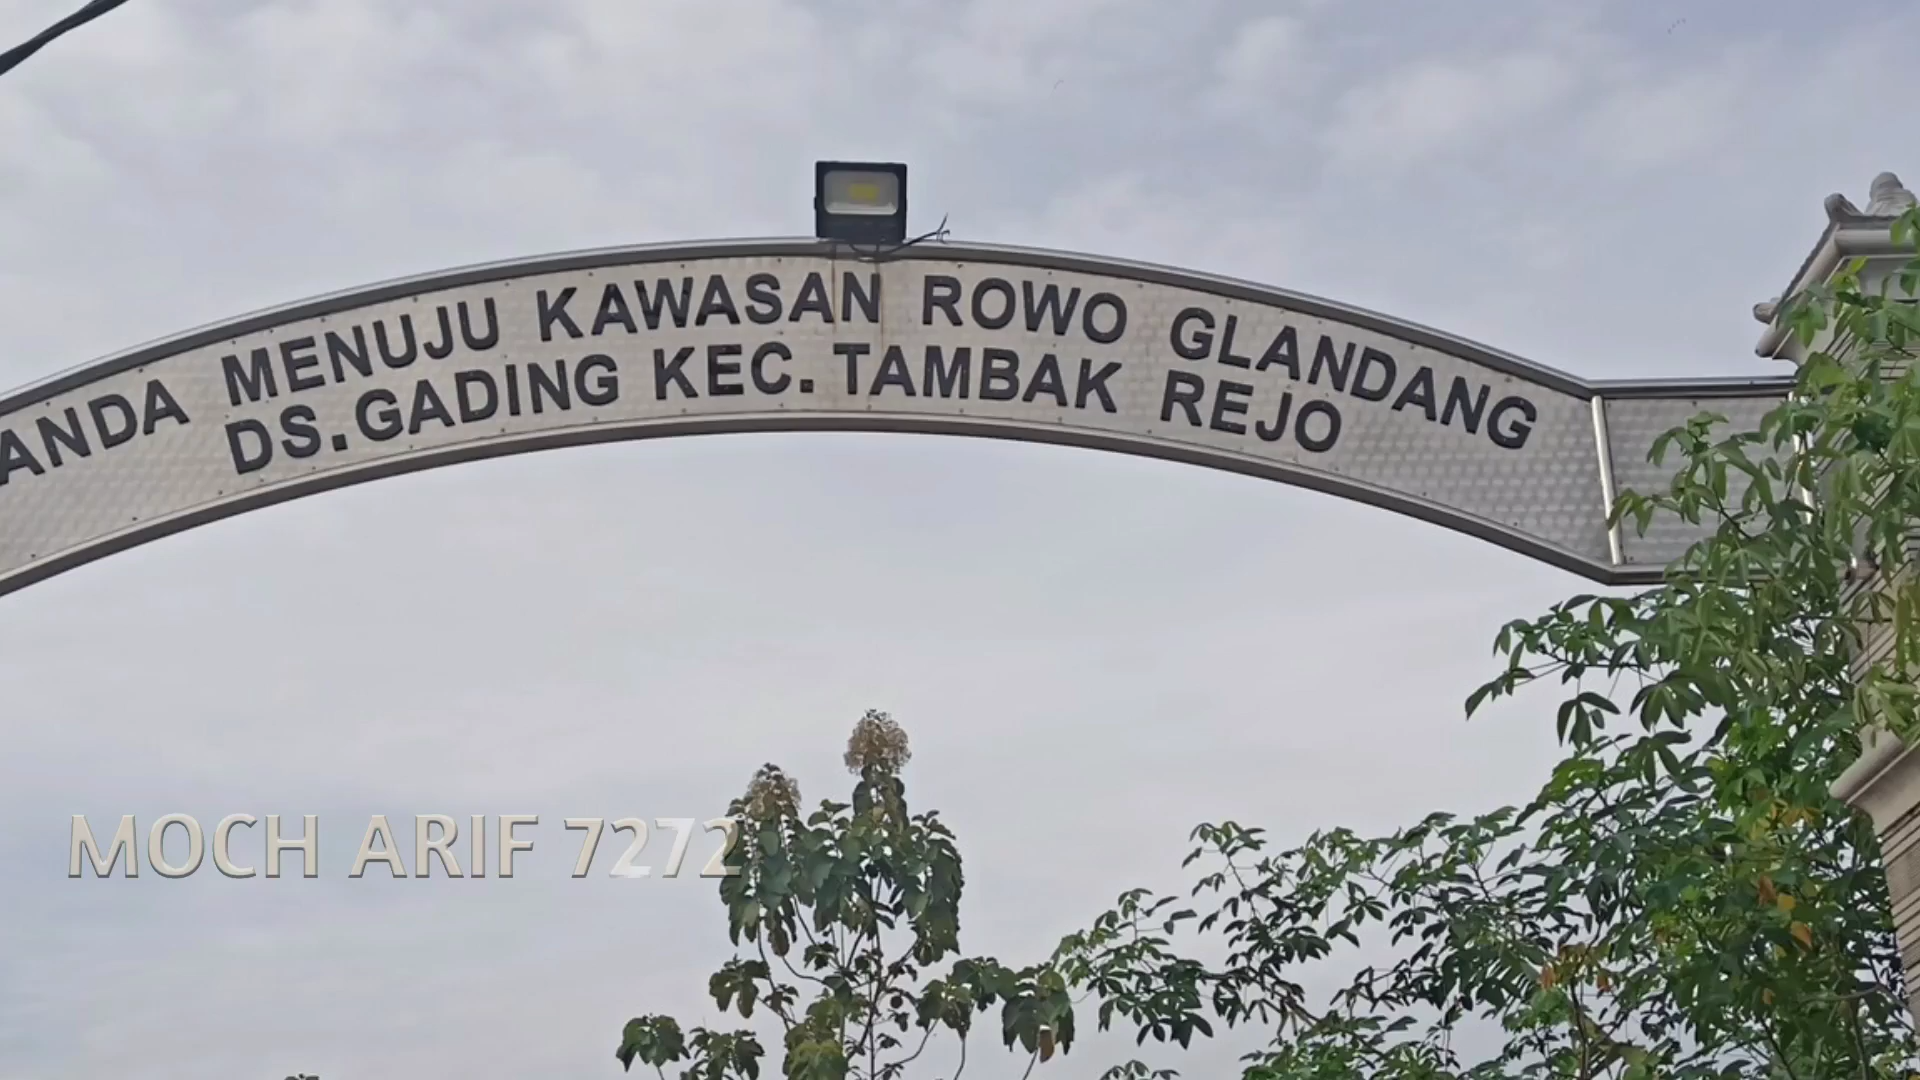 ANDA MENUJU KAWASAN ROWO GLANDANG
DS.GADING KEC.TAMBAK REJO
MOCH ARIF 7272